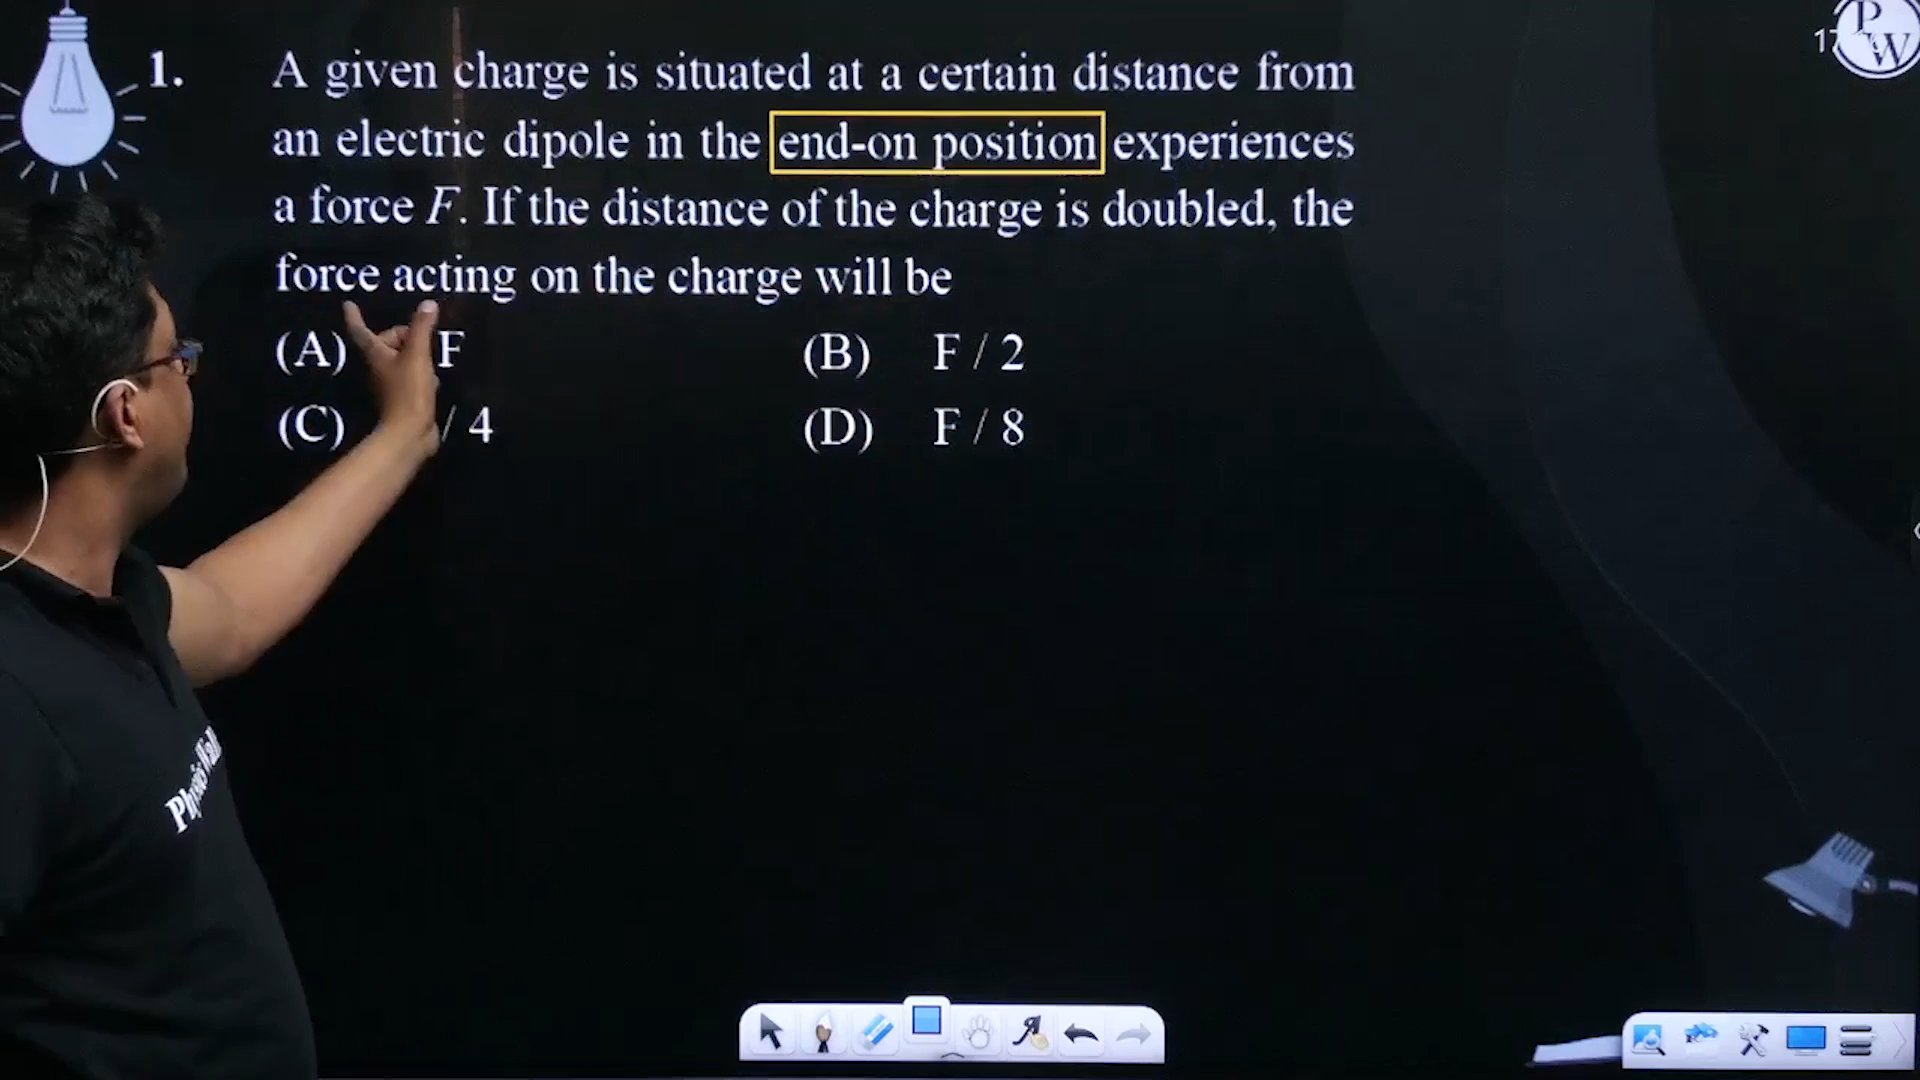 1. A given charge is situated at a certain distance from
an electric dipole in the end-on position experiences
a force F. If the distance of the charge is doubled, the
force acting on the charge will be
(A) F (B) F / 2
(C) / 4 (D) F / 8
P
W
17